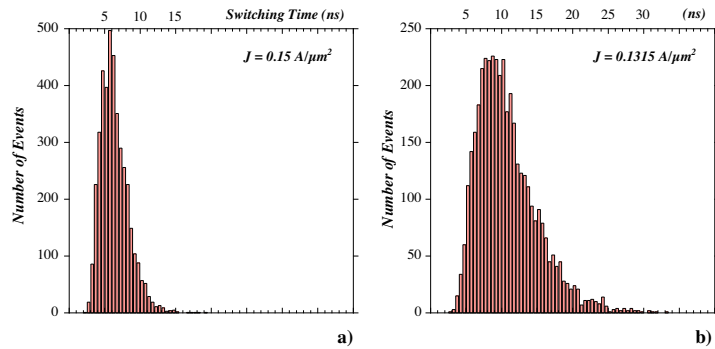 5 10 15 Switching Time (ns)
500
400
300
200
100
0
Number of Events
J = 0.15 A/μm²
a)
5 10 15 20 25 30 (ns)
250
200
150
100
50
0
Number of Events
J = 0.1315 A/μm²
b)